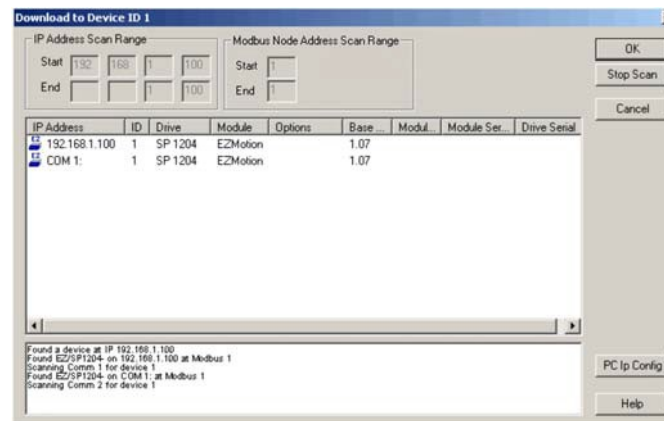 Download to Device ID 1
IP Address Scan Range
Start 192 168 1 100
End 1 100
Modbus Node Address Scan Range
Start 1
End 1
OK
Stop Scan
Cancel
IP Address ID Drive Module Options Base ... Modul... Module Ser... Drive Serial
EZ 192.168.1.100 1 SP 1204 EZMotion 1.07
EZ COM 1: 1 SP 1204 EZMotion 1.07
Found a device at IP 192.168.1.100
Found EZ/SP1204- on 192.168.1.100 at Modbus 1
Scanning Comm 1 for device 1
Found EZ/SP1204- on COM 1: at Modbus 1
Scanning Comm 2 for device 1
PC Ip Config
Help